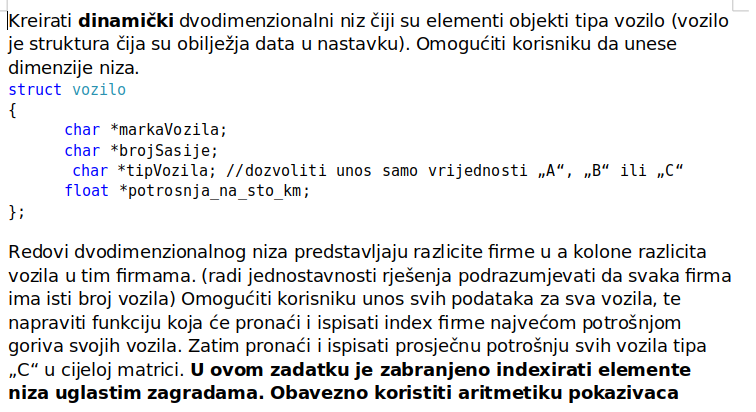 Kreirati dinamički dvodimenzionalni niz čiji su elementi objekti tipa vozilo (vozilo
je struktura čija su obilježja data u nastavku). Omogućiti korisniku da unese
dimenzije niza.
struct vozilo
{
char *markaVozila;
char *brojSasije;
char *tipVozila; //dozvoliti unos samo vrijednosti „A“, „B“ ili „C“
float *potrosnja_na_sto_km;
};
Redovi dvodimenzionalnog niza predstavljaju razlicite firme u a kolone razlicita
vozila u tim firmama. (radi jednostavnosti rješenja podrazumjevati da svaka firma
ima isti broj vozila) Omogućiti korisniku unos svih podataka za sva vozila, te
napraviti funkciju koja će pronaći i ispisati index firme najvećom potrošnjom
goriva svojih vozila. Zatim pronaći i ispisati prosječnu potrošnju svih vozila tipa
„C“ u cijeloj matrici. U ovom zadatku je zabranjeno indexirati elemente
niza uglastim zagradama. Obavezno koristiti aritmetiku pokazivaca